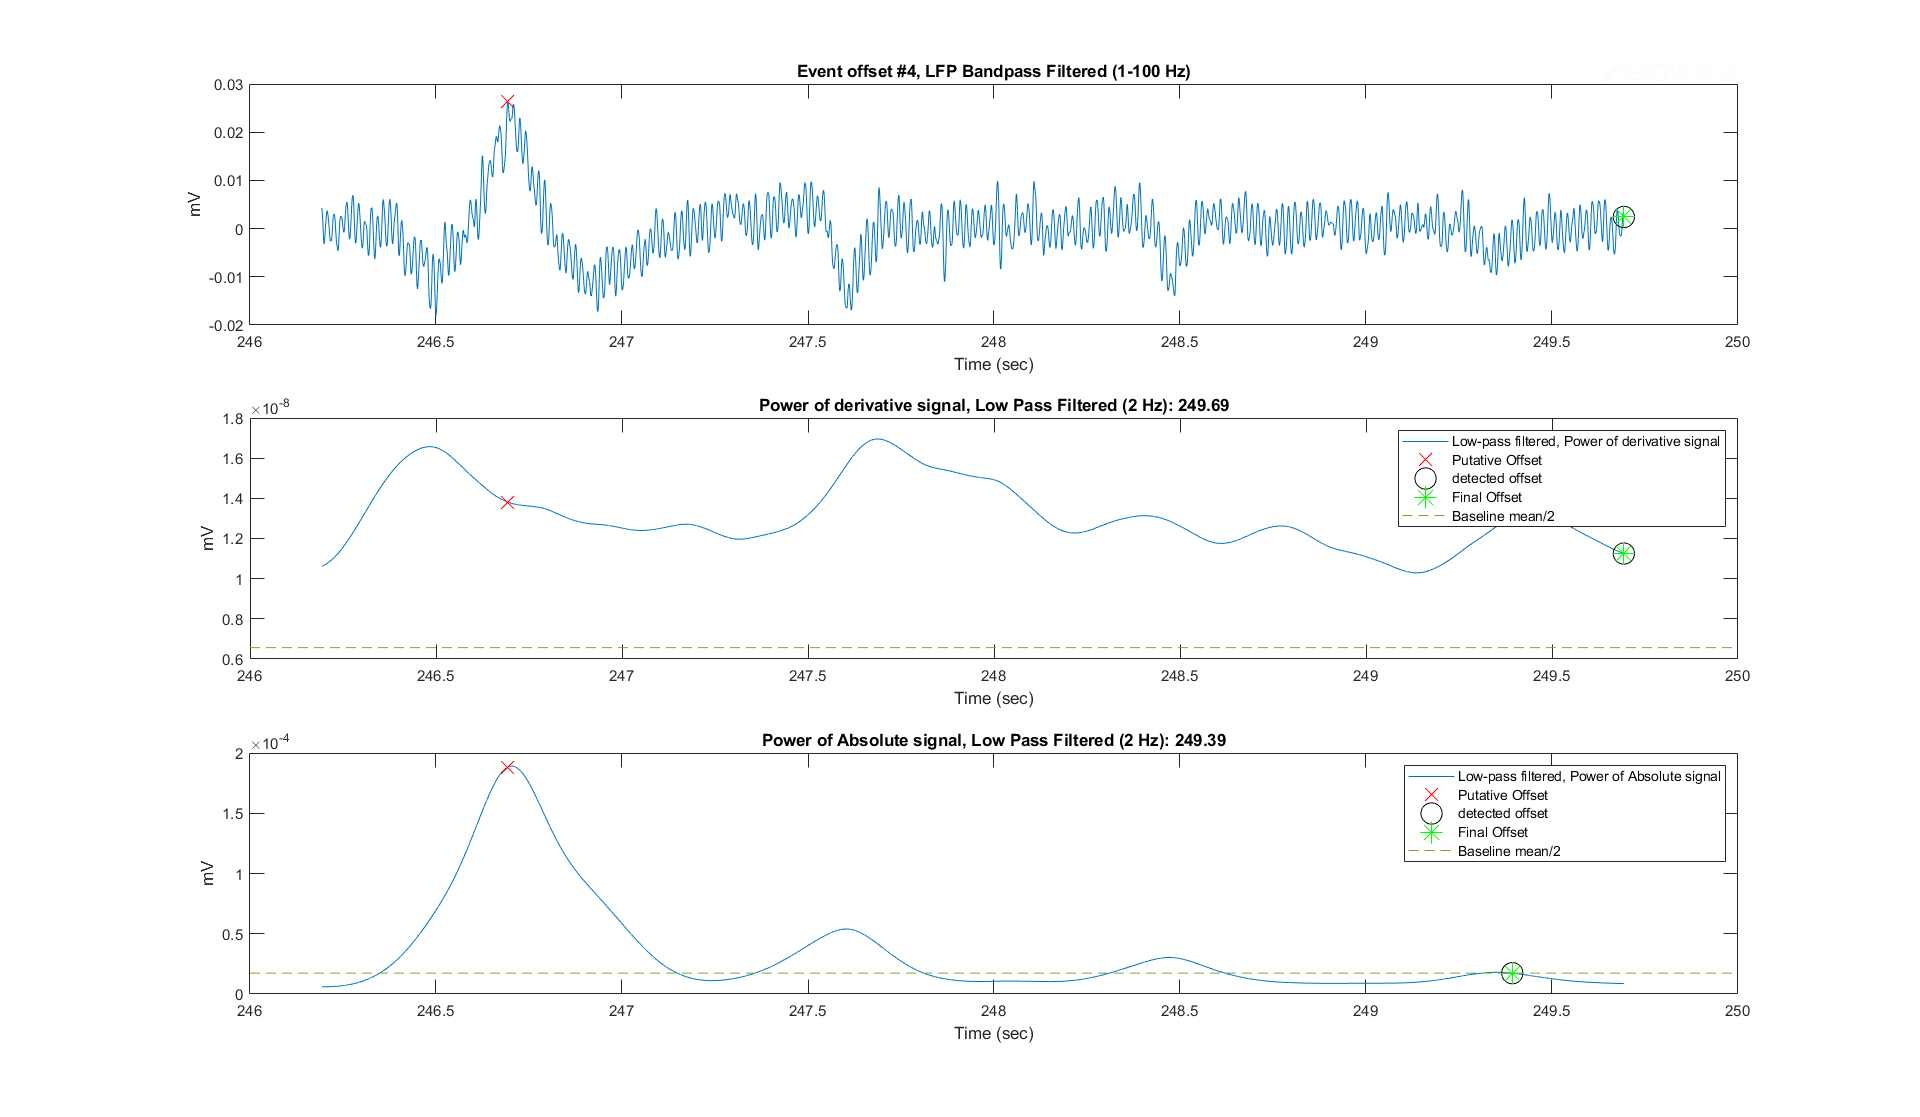 Event offset #4, LFP Bandpass Filtered (1-100 Hz)
0.03
0.02
0.01
0
-0.01
-0.02
mV
246 246.5 247 247.5 248 248.5 249 249.5 250
Time (sec)
Power of derivative signal, Low Pass Filtered (2 Hz): 249.69
×10-8
1.8
1.6
1.4
1.2
1
0.8
0.6
mV
Low-pass filtered, Power of derivative signal
Putative Offset
detected offset
Final Offset
Baseline mean/2
246 246.5 247 247.5 248 248.5 249 249.5 250
Time (sec)
Power of Absolute signal, Low Pass Filtered (2 Hz): 249.39
×10-4
2
1.5
1
0.5
0
mV
Low-pass filtered, Power of Absolute signal
Putative Offset
detected offset
Final Offset
Baseline mean/2
246 246.5 247 247.5 248 248.5 249 249.5 250
Time (sec)